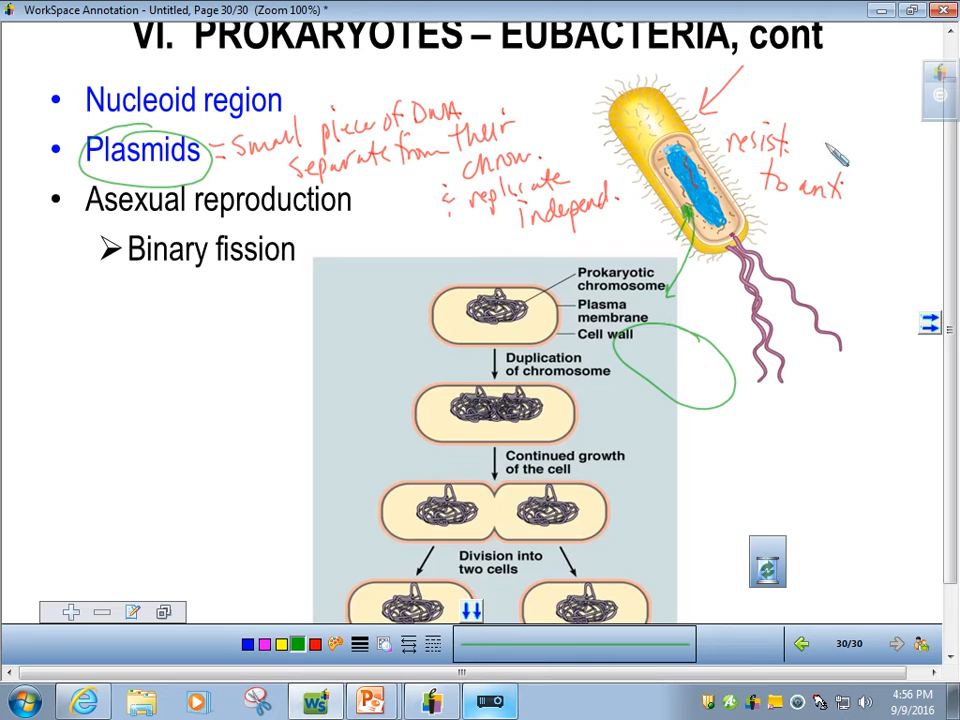 WorkSpace Annotation - Untitled, Page 30/30 (Zoom 100%) *
VI. PROKARYOTES – EUBACTERIA, cont
• Nucleoid region
• Plasmids
= Small piece of DNA
separate from their
chrom.
& replicate
independ.
resist.
to anti
• Asexual reproduction
➢ Binary fission
Prokaryotic
chromosome
Plasma
membrane
Cell wall
Duplication
of chromosome
Continued growth
of the cell
Division into
two cells
30/30
4:56 PM
9/9/2016